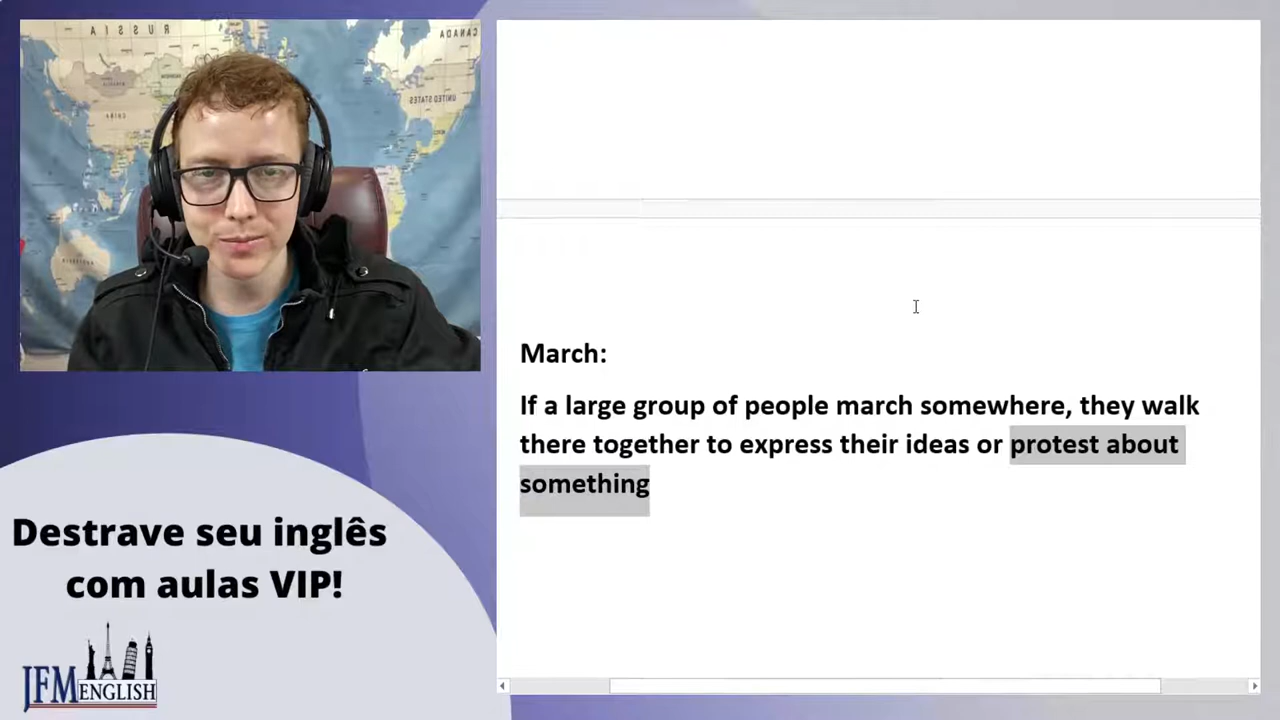 RUSSIA
CANADA
UNITED STATES
CHINA
March:
If a large group of people march somewhere, they walk
there together to express their ideas or protest about
something
Destrave seu inglês
com aulas VIP!
JFM ENGLISH